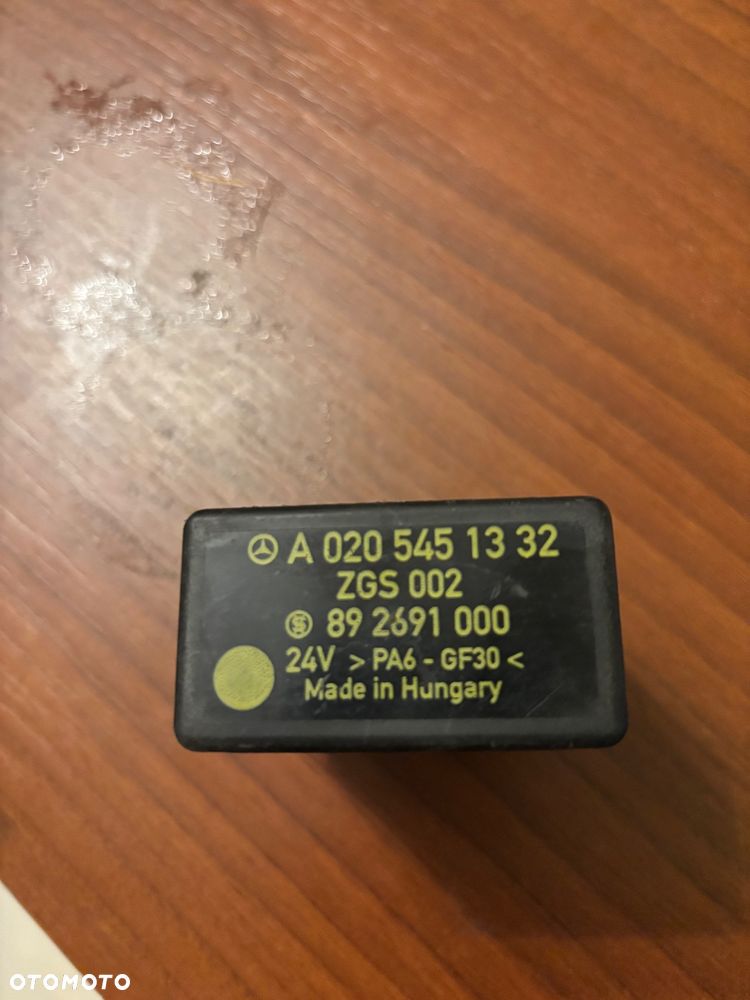 A 020 545 13 32
ZGS 002
89 2691 000
24V > PA6 - GF30 <
Made in Hungary
OTOMOTO